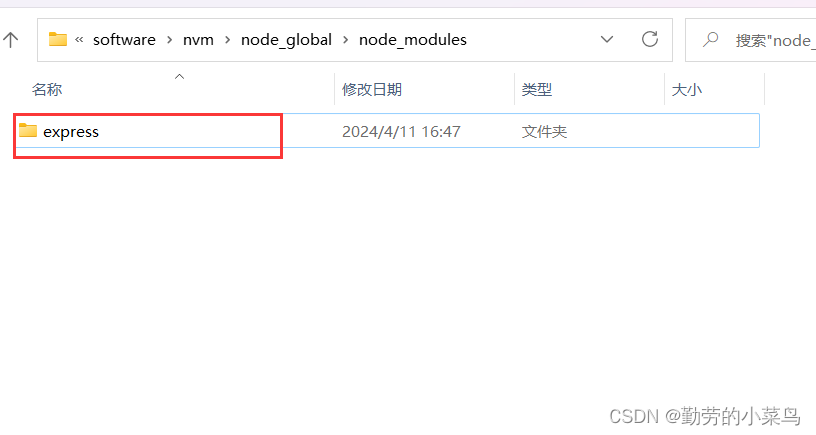 « software › nvm › node_global › node_modules 搜索"node_
名称 修改日期 类型 大小
express 2024/4/11 16:47 文件夹
CSDN @勤劳的小菜鸟